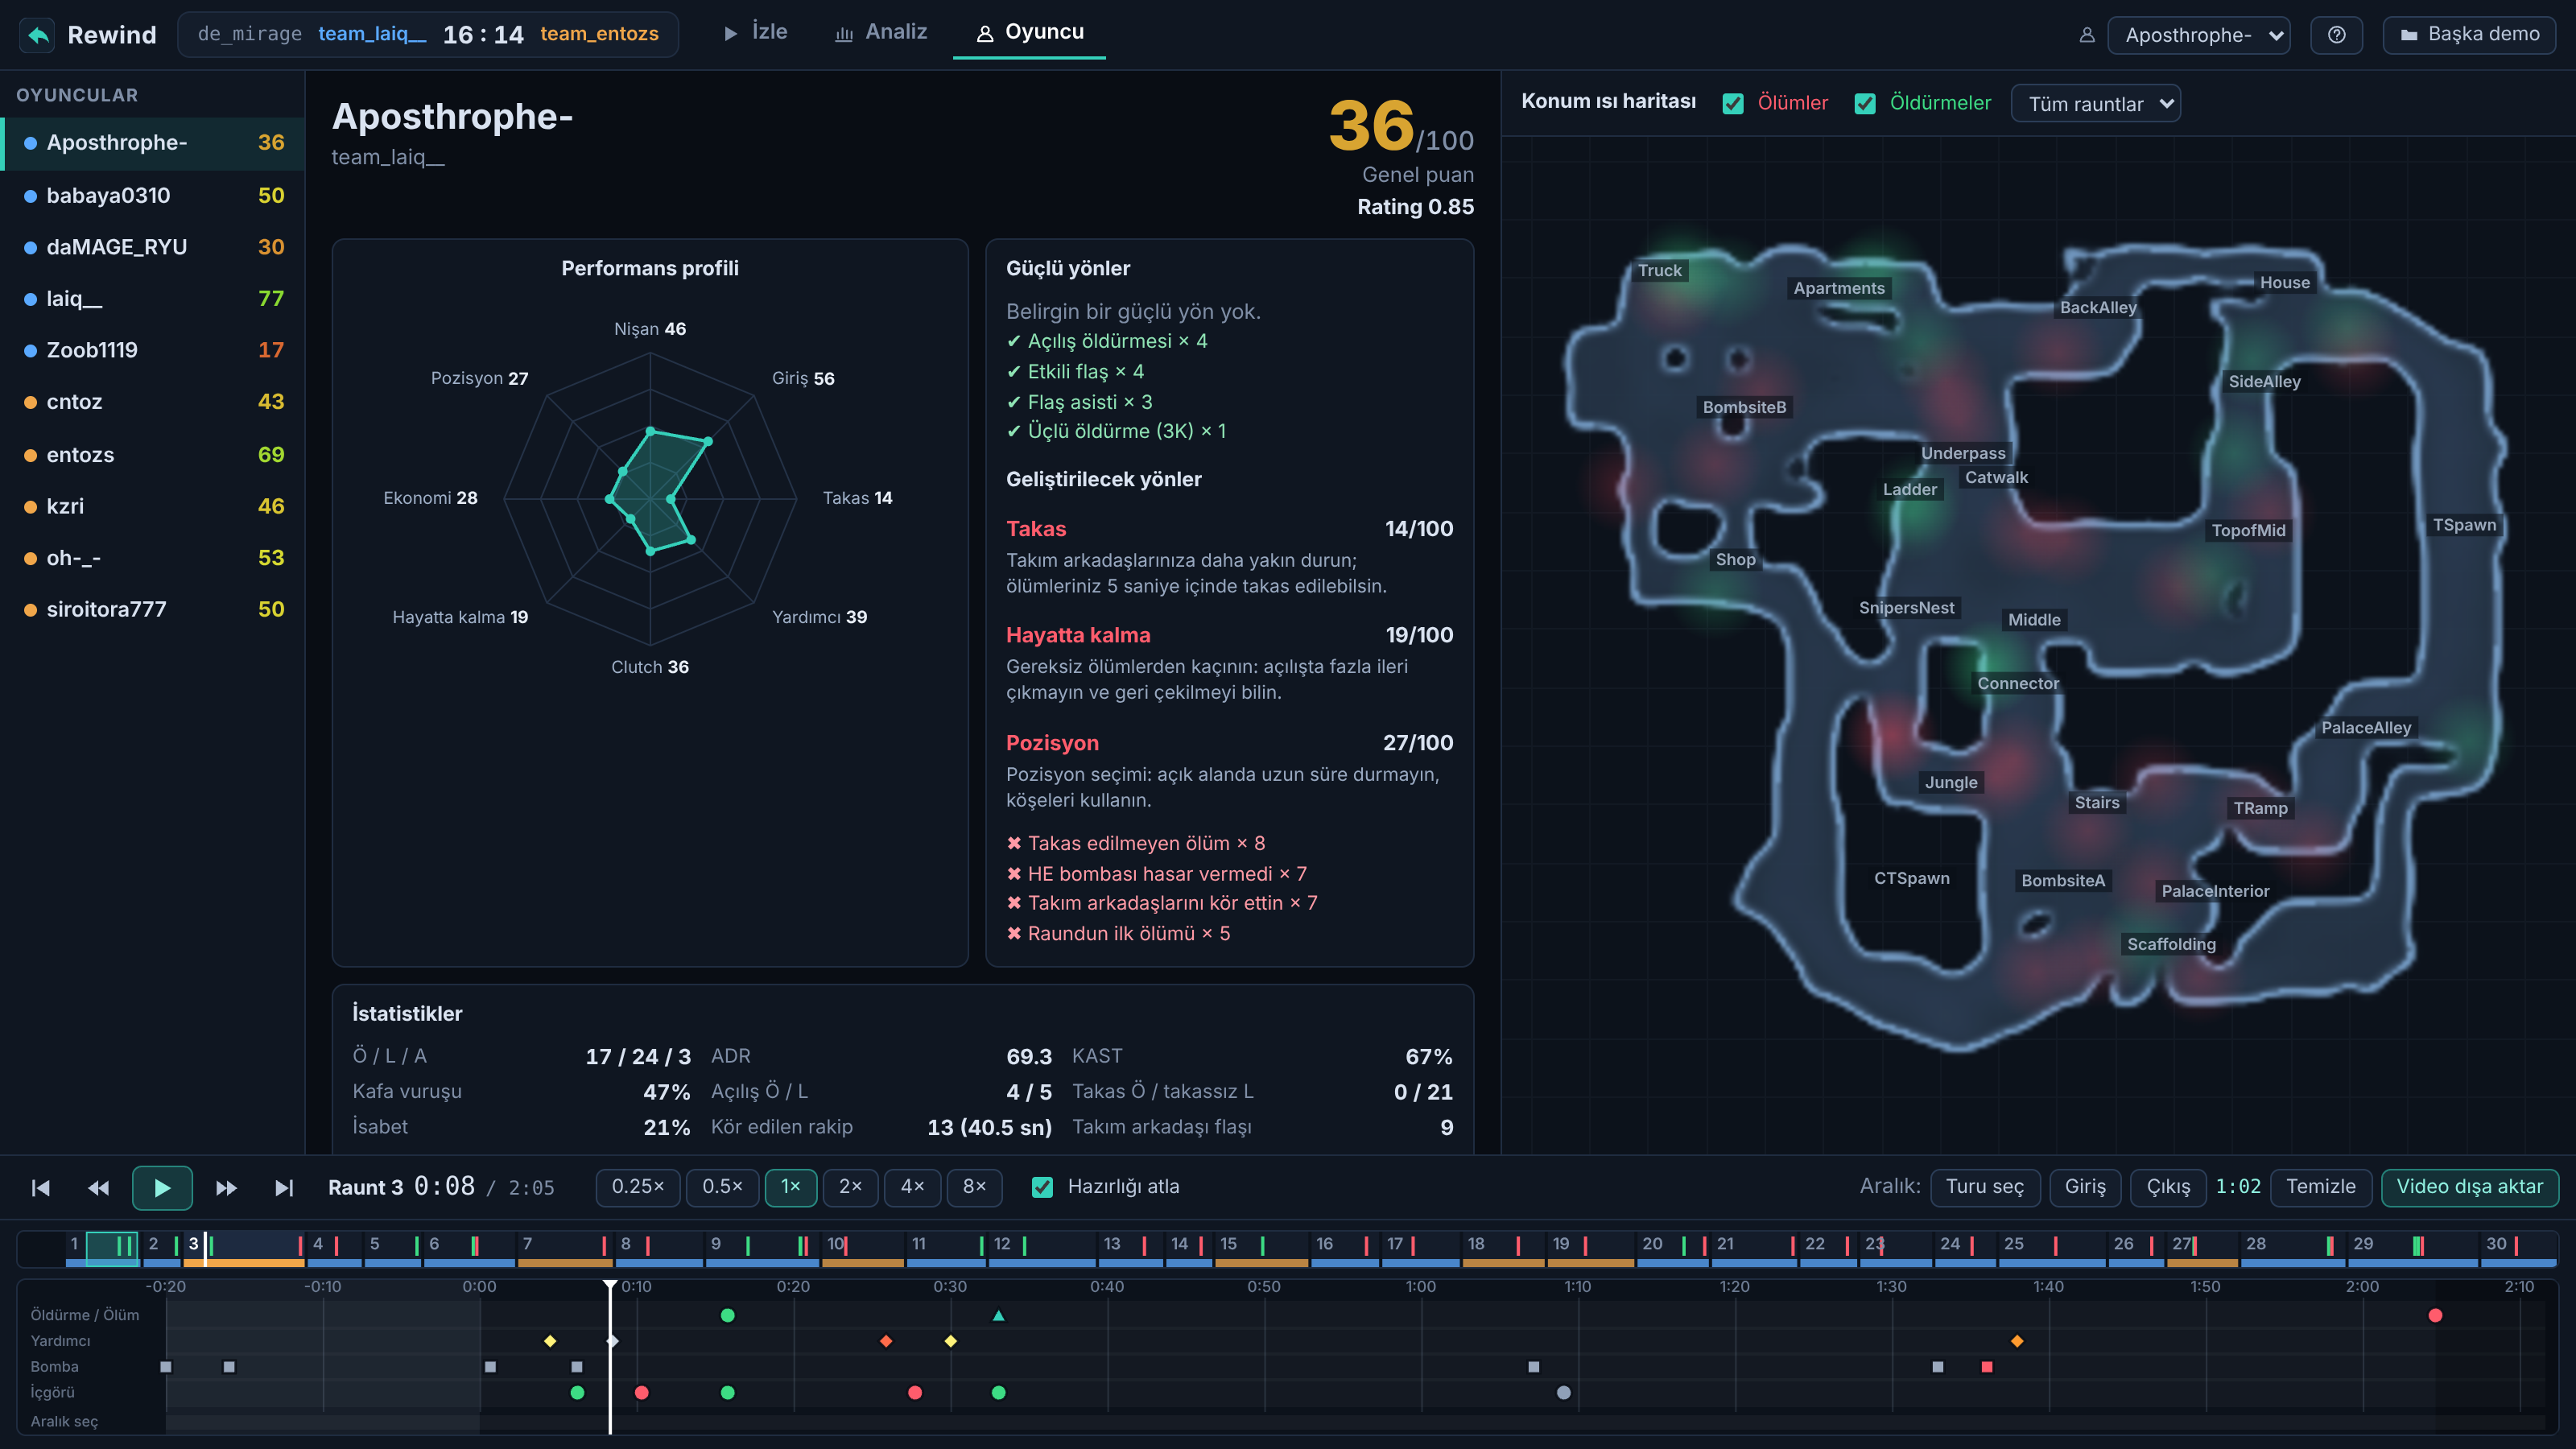 Rewind
de_mirage team_laiq__ 16 : 14 team_entozs
İzle
Analiz
Oyuncu
Aposthrophe-
Başka demo
OYUNCULAR
Aposthrophe- 36
babaya0310 50
daMAGE_RYU 30
laiq__ 77
Zoob1119 17
cntoz 43
entozs 69
kzri 46
oh-_- 53
siroitora777 50
Aposthrophe-
team_laiq__
36/100
Genel puan
Rating 0.85
Performans profili
Nişan 46
Giriş 56
Takas 14
Yardımcı 39
Clutch 36
Hayatta kalma 19
Ekonomi 28
Pozisyon 27
Güçlü yönler
Belirgin bir güçlü yön yok.
✔ Açılış öldürmesi × 4
✔ Etkili flaş × 4
✔ Flaş asisti × 3
✔ Üçlü öldürme (3K) × 1
Geliştirilecek yönler
Takas 14/100
Takım arkadaşlarınıza daha yakın durun;
ölümleriniz 5 saniye içinde takas edilebilsin.
Hayatta kalma 19/100
Gereksiz ölümlerden kaçının: açılışta fazla ileri
çıkmayın ve geri çekilmeyi bilin.
Pozisyon 27/100
Pozisyon seçimi: açık alanda uzun süre durmayın,
köşeleri kullanın.
✖ Takas edilmeyen ölüm × 8
✖ HE bombası hasar vermedi × 7
✖ Takım arkadaşlarını kör ettin × 7
✖ Raundun ilk ölümü × 5
İstatistikler
Ö / L / A 17 / 24 / 3 ADR 69.3 KAST 67%
Kafa vuruşu 47% Açılış Ö / L 4 / 5 Takas Ö / takassız L 0 / 21
İsabet 21% Kör edilen rakip 13 (40.5 sn) Takım arkadaşı flaşı 9
Konum ısı haritası Ölümler Öldürmeler Tüm rauntlar
Truck
Apartments
BackAlley
House
SideAlley
BombsiteB
Underpass
Catwalk
Ladder
TopofMid
TSpawn
Shop
SnipersNest
Middle
Connector
PalaceAlley
Jungle
Stairs
TRamp
CTSpawn
BombsiteA
PalaceInterior
Scaffolding
Raunt 3 0:08 / 2:05
0.25× 0.5× 1× 2× 4× 8×
Hazırlığı atla
Aralık: Turu seç Giriş Çıkış 1:02 Temizle Video dışa aktar
1 2 3 4 5 6 7 8 9 10 11 12 13 14 15 16 17 18 19 20 21 22 23 24 25 26 27 28 29 30
-0:20 -0:10 0:00 0:10 0:20 0:30 0:40 0:50 1:00 1:10 1:20 1:30 1:40 1:50 2:00 2:10
Öldürme / Ölüm
Yardımcı
Bomba
İçgörü
Aralık seç